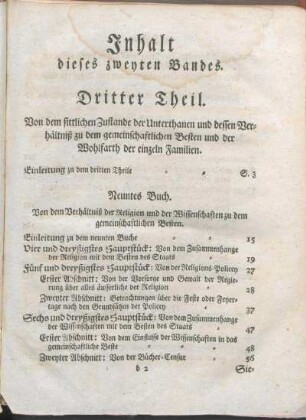 Inhalt
dieses zweyten Bandes.
Dritter Theil.
Von dem sittlichen Zustande der Unterthanen und dessen Ver-
hältniß zu dem gemeinschaftlichen Besten und der
Wohlfarth der einzeln Familien.
Einleitung zu dem dritten Theile S. 3
Neuntes Buch.
Von dem Verhältnis der Religion und der Wissenschaften zu dem
gemeinschaftlichen Besten.
Einleitung zu dem neunten Buche 15
Vier und dreyßigstes Hauptstück: Von dem Zusammenhange
der Religion mit dem Besten des Staats 19
Fünf und dreyßigstes Hauptstück: Von der Religions-Policey 27
Erster Abschnitt: Von der Vorsorge und Gewalt der Regie-
rung über alles äußerliche der Religion 28
Zweyter Abschnitt: Betrachtungen über die Feste oder Feyer-
tage nach den Grundsätzen der Policey 37
Sechs und dreyßigstes Hauptstück: Von dem Zusammenhange
der Wissenschaften mit dem Besten des Staats 47
Erster Abschnitt: Von dem Einflusse der Wissenschaften in das
gemeinschaftliche Beste 48
Zweyter Abschnitt: Von der Bücher-Censur 56
b 2 Sie-